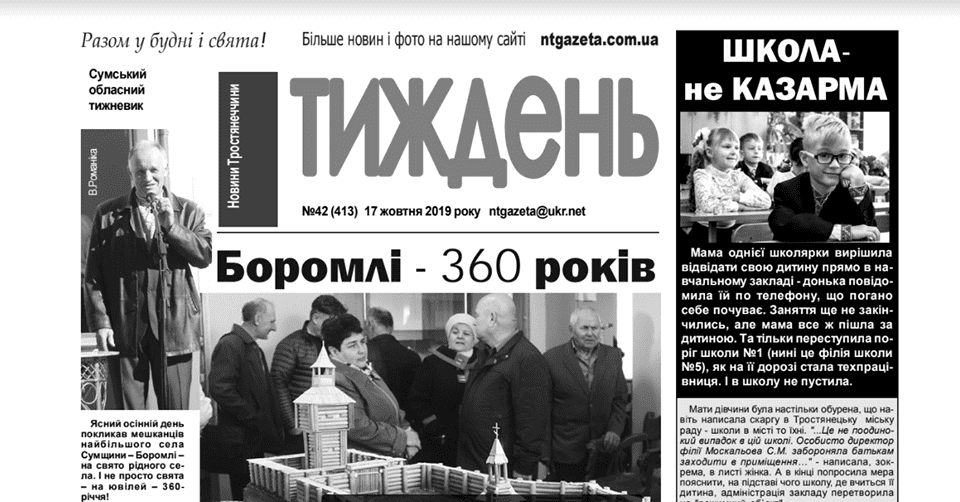 Разом у будні і свята!
Більше новин і фото на нашому сайті ntgazeta.com.ua
Сумський
обласний
тижневик
Новини Тростянеччини
ТИЖДЕНЬ
№42 (413) 17 жовтня 2019 року ntgazeta@ukr.net
В.Романіка
Боромлі - 360 років
Ясний осінній день
покликав мешканців
найбільшого села
Сумщини – Боромлі –
на свято рідного се-
ла. І не просто свята
– на ювілей – 360-
річчя!
ШКОЛА-
не КАЗАРМА
Мама однієї школярки вирішила
відвідати свою дитину прямо в на-
вчальному закладі - донька повідо-
мила їй по телефону, що погано
себе почуває. Заняття ще не закін-
чились, але мама все ж пішла за
дитиною. Та тільки переступила по-
ріг школи №1 (нині це філія школи
№5), як на її дорозі стала техпраці-
вниця. І в школу не пустила.
Мати дівчини була настільки обурена, що на-
віть написала скаргу в Тростянецьку міську
раду - школи в місті то їхні. "...Це не поодино-
кий випадок в цій школі. Особисто директор
філії Москальова С.М. забороняла батькам
заходити в приміщення…" - написала, зок-
рема, в листі жінка. А в кінці попросила мера
пояснити, на підставі чого школу, де вчиться її
дитина, адміністрація закладу перетворила